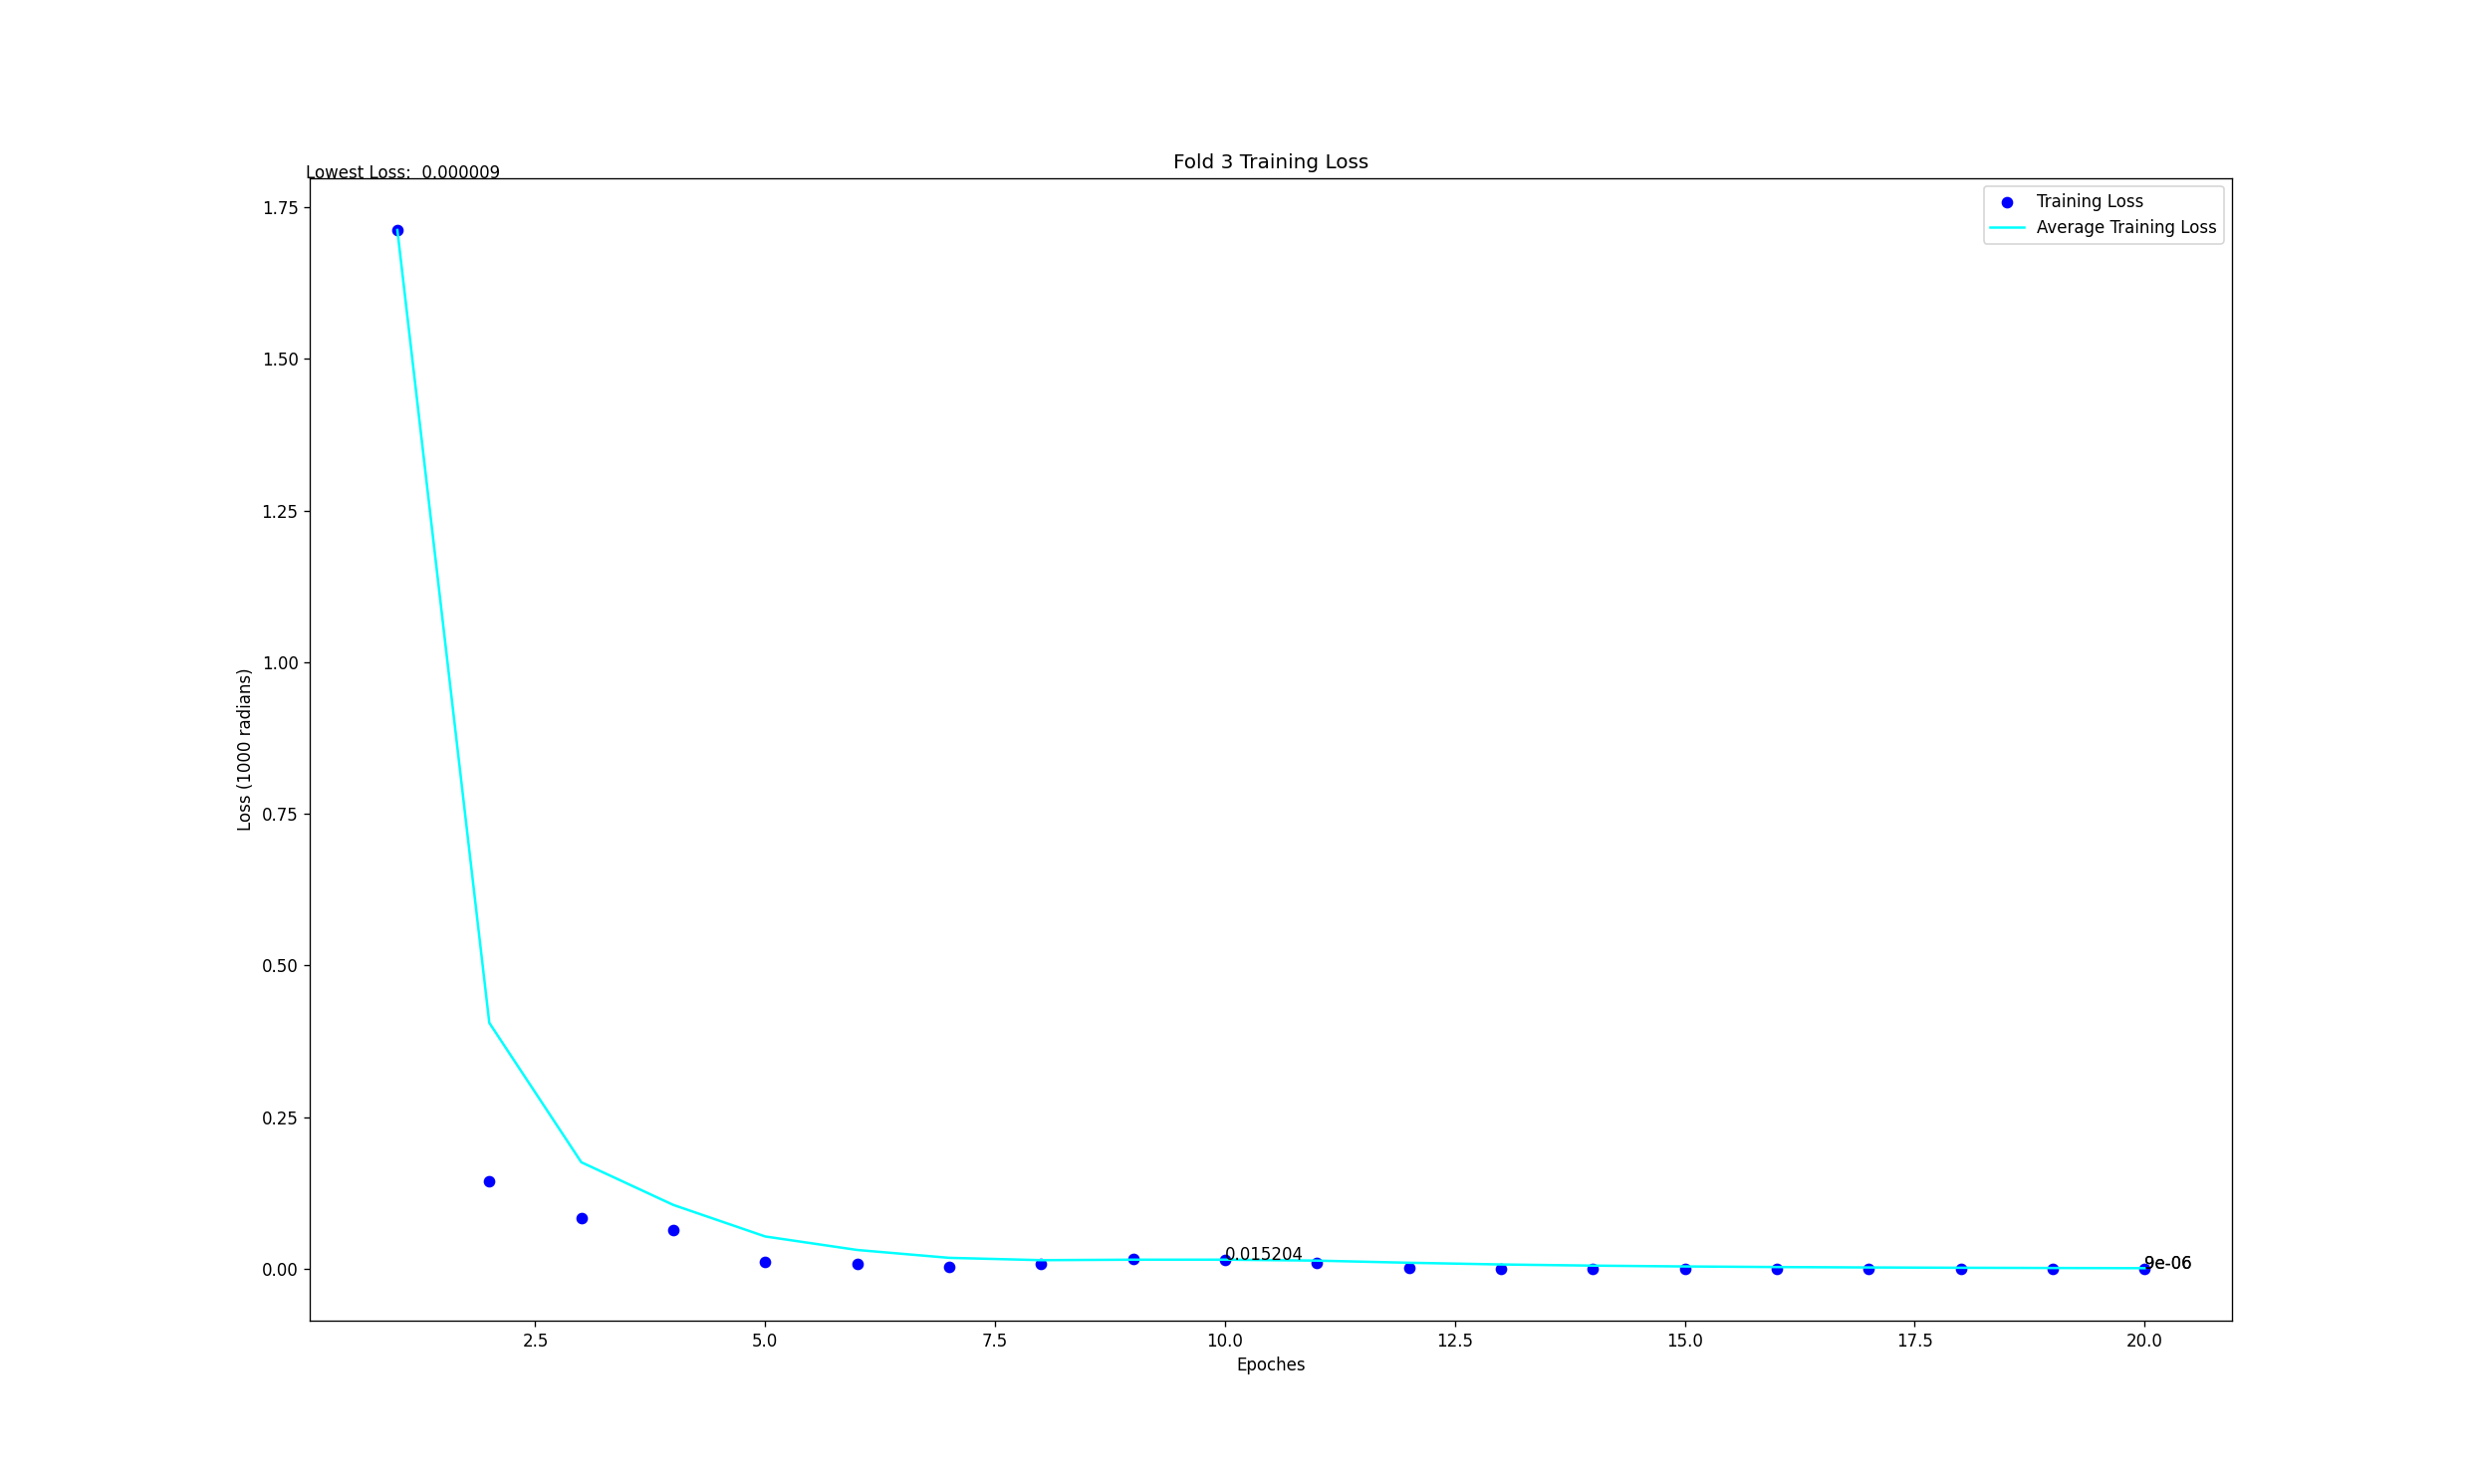 Fold 3 Training Loss
Lowest Loss:  0.000009
Training Loss
Average Training Loss
1.75
1.50
1.25
1.00
0.75
0.50
0.25
0.00
Loss (1000 radians)
0.015204
9e-06
2.5
5.0
7.5
10.0
12.5
15.0
17.5
20.0
Epoches